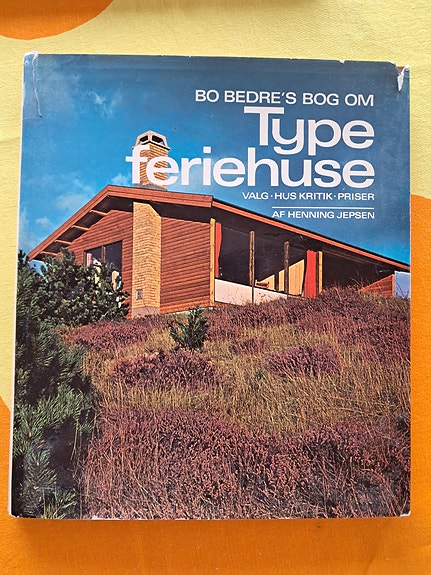 BO BEDRE'S BOG OM
Type
feriehuse
VALG · HUS KRITIK · PRISER
AF HENNING JEPSEN